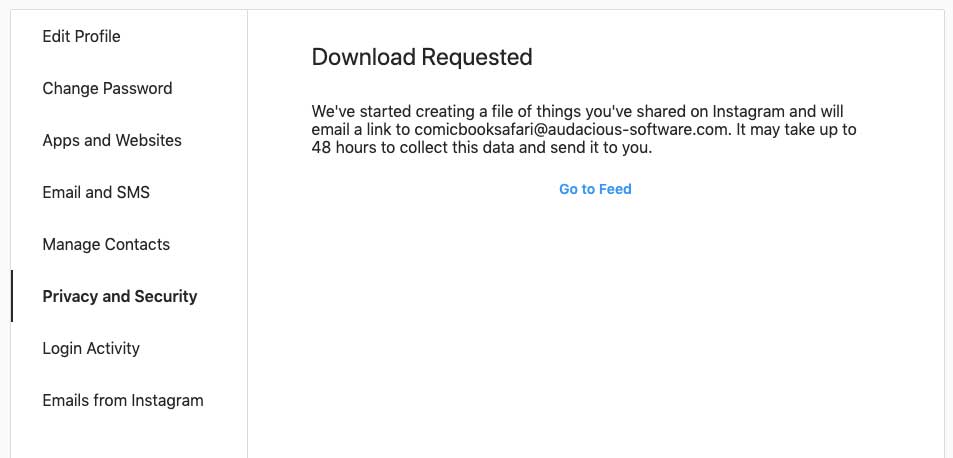 Edit Profile
Change Password
Apps and Websites
Email and SMS
Manage Contacts
Privacy and Security
Login Activity
Emails from Instagram
Download Requested
We've started creating a file of things you've shared on Instagram and will
email a link to comicbooksafari@audacious-software.com. It may take up to
48 hours to collect this data and send it to you.
Go to Feed